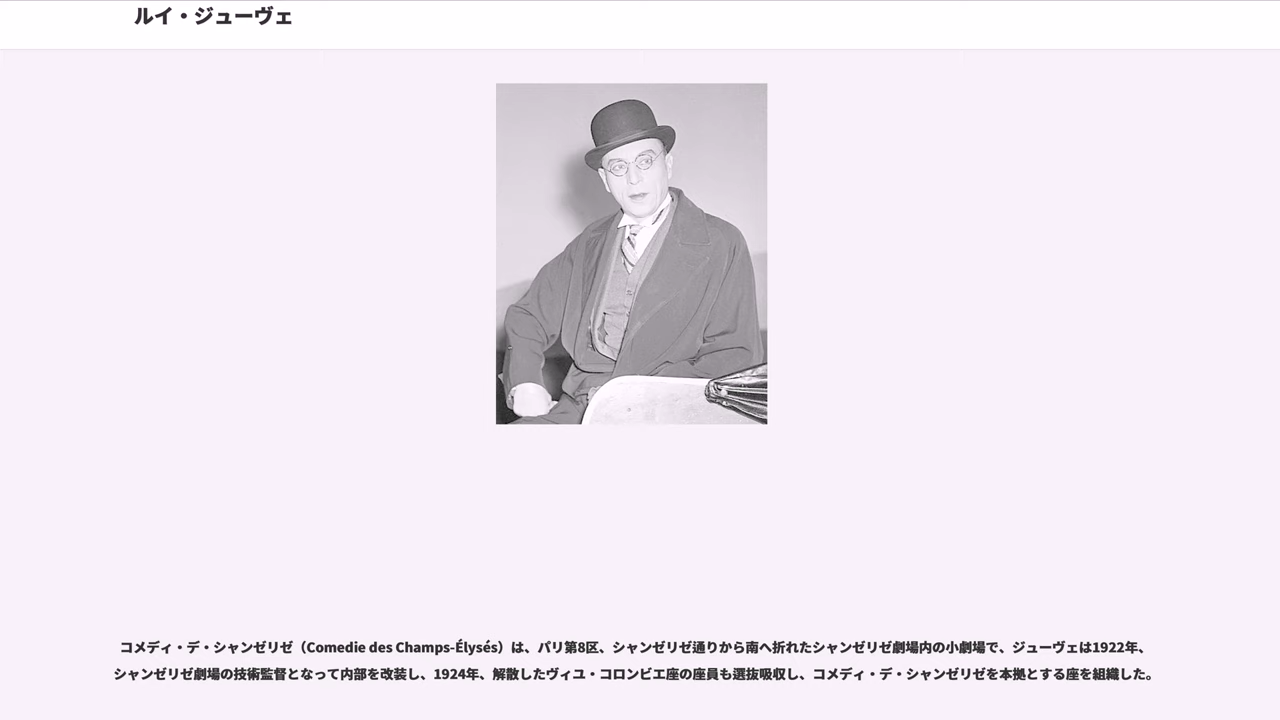 ルイ・ジューヴェ
コメディ・デ・シャンゼリゼ（Comedie des Champs-Élysés）は、パリ第8区、シャンゼリゼ通りから南へ折れたシャンゼリゼ劇場内の小劇場で、ジューヴェは1922年、
シャンゼリゼ劇場の技術監督となって内部を改装し、1924年、解散したヴィユ・コロンビエ座の座員も選抜吸収し、コメディ・デ・シャンゼリゼを本拠とする座を組織した。